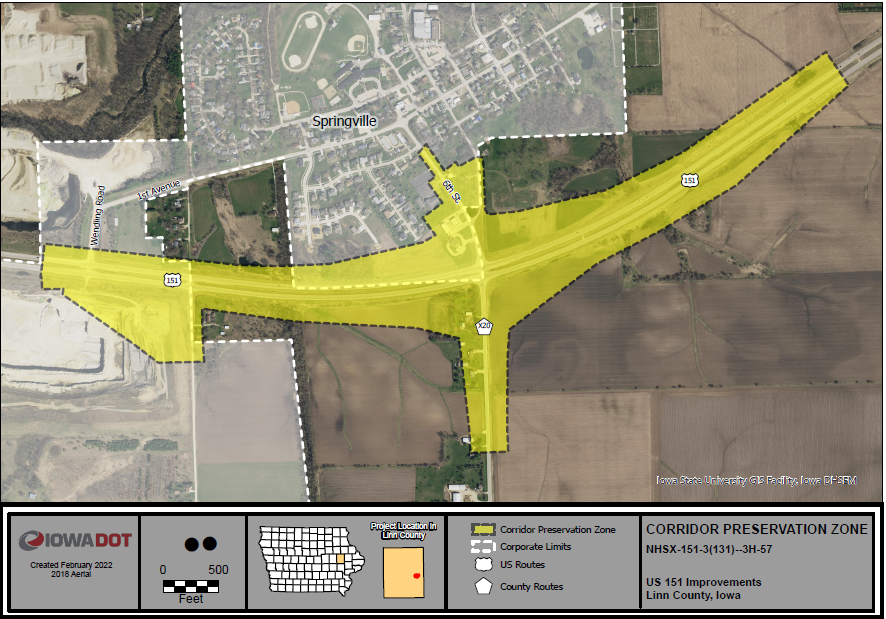 Springville
1st Avenue
Wendling Road
6th St.
151
151
X20
Iowa State University GIS Facility, Iowa DHSEM
IOWADOT
Created February 2022
2018 Aerial
0 500
Feet
Project Location in
Linn County
Corridor Preservation Zone
Corporate Limits
US Routes
County Routes
CORRIDOR PRESERVATION ZONE
NHSX-151-3(131)--3H-57
US 151 Improvements
Linn County, Iowa